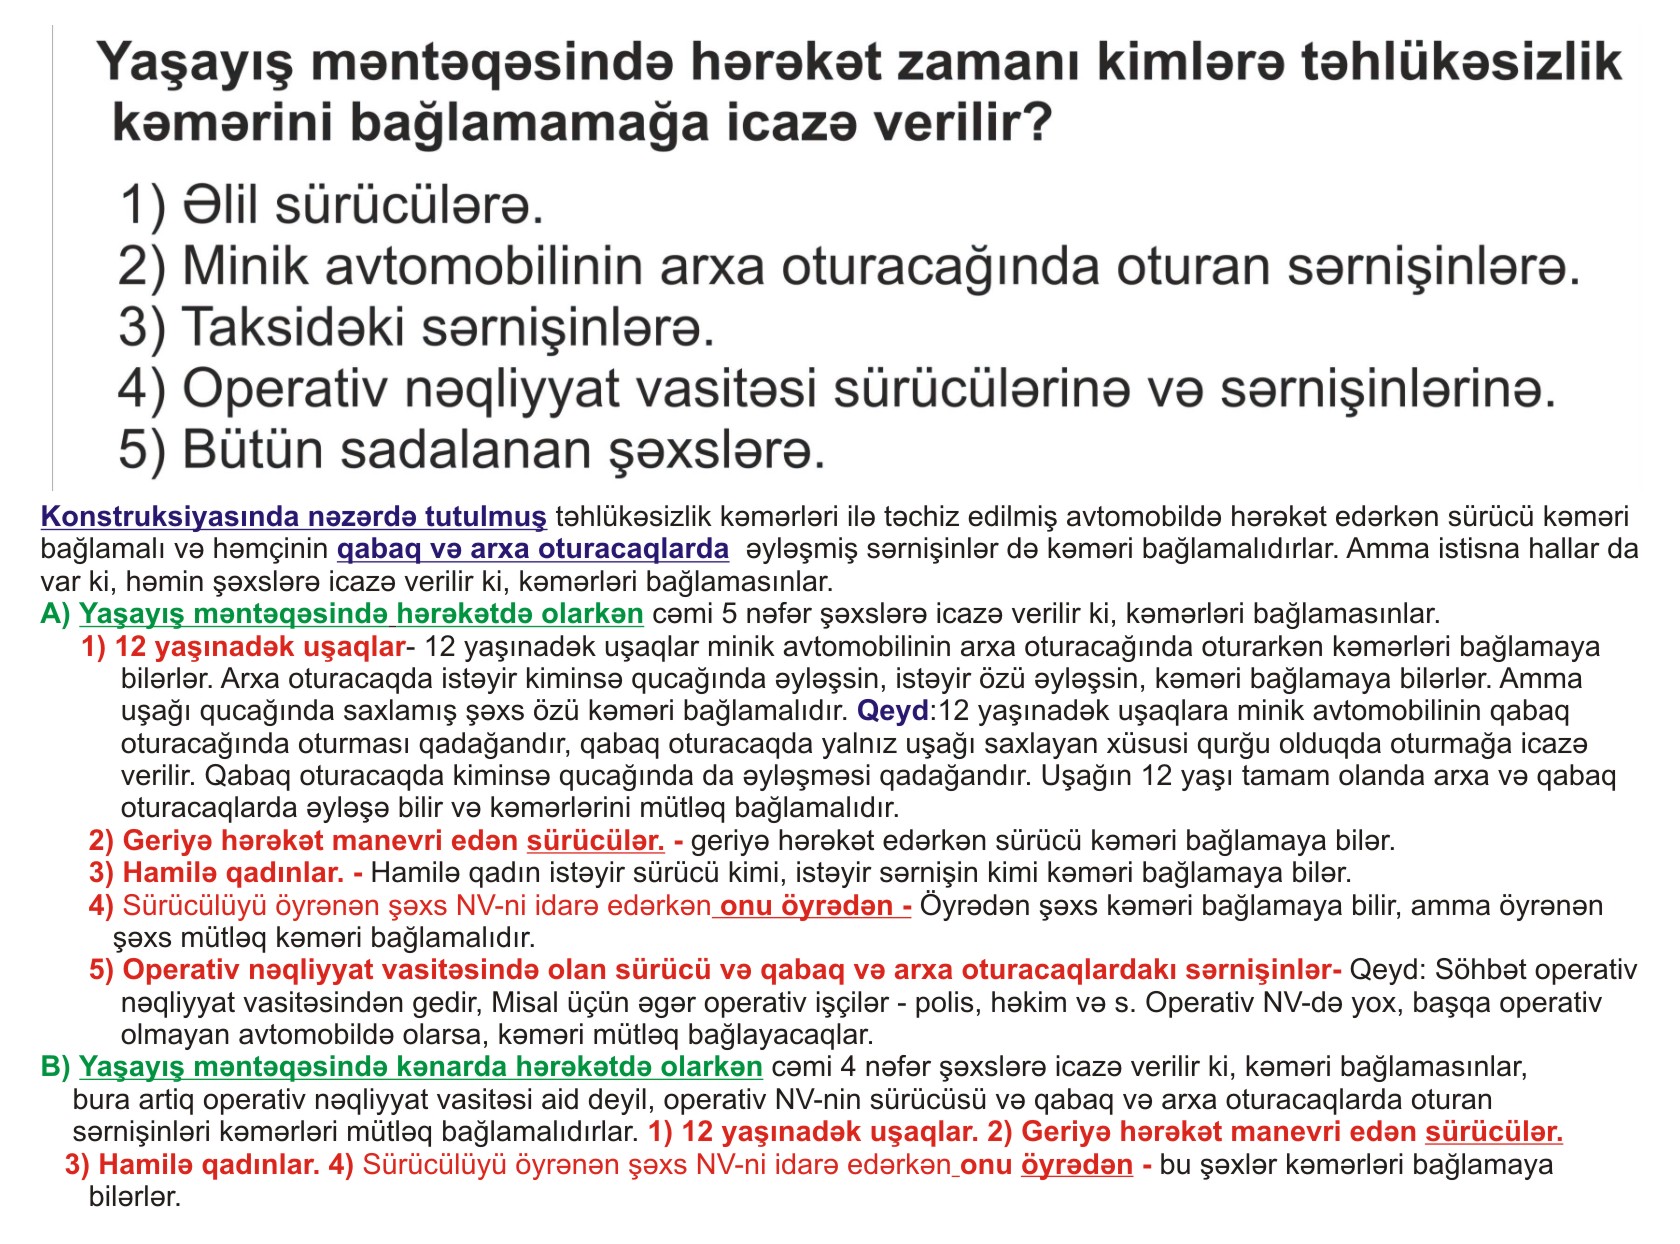 Yaşayış məntəqəsində hərəkət zamanı kimlərə təhlükəsizlik
kəmərini bağlamamağa icazə verilir?
1) Əlil sürücülərə.
2) Minik avtomobilinin arxa oturacağında oturan sərnişinlərə.
3) Taksidəki sərnişinlərə.
4) Operativ nəqliyyat vasitəsi sürücülərinə və sərnişinlərinə.
5) Bütün sadalanan şəxslərə.
Konstruksiyasında nəzərdə tutulmuş təhlükəsizlik kəmərləri ilə təchiz edilmiş avtomobildə hərəkət edərkən sürücü kəməri
bağlamalı və həmçinin qabaq və arxa oturacaqlarda əyləşmiş sərnişinlər də kəməri bağlamalıdırlar. Amma istisna hallar da
var ki, həmin şəxslərə icazə verilir ki, kəmərləri bağlamasınlar.
A) Yaşayış məntəqəsində hərəkətdə olarkən cəmi 5 nəfər şəxslərə icazə verilir ki, kəmərləri bağlamasınlar.
1) 12 yaşınadək uşaqlar- 12 yaşınadək uşaqlar minik avtomobilinin arxa oturacağında oturarkən kəmərləri bağlamaya
bilərlər. Arxa oturacaqda istəyir kiminsə qucağında əyləşsin, istəyir özü əyləşsin, kəməri bağlamaya bilərlər. Amma
uşağı qucağında saxlamış şəxs özü kəməri bağlamalıdır. Qeyd:12 yaşınadək uşaqlara minik avtomobilinin qabaq
oturacağında oturması qadağandır, qabaq oturacaqda yalnız uşağı saxlayan xüsusi qurğu olduqda oturmağa icazə
verilir. Qabaq oturacaqda kiminsə qucağında da əyləşməsi qadağandır. Uşağın 12 yaşı tamam olanda arxa və qabaq
oturacaqlarda əyləşə bilir və kəmərlərini mütləq bağlamalıdır.
2) Geriyə hərəkət manevri edən sürücülər. - geriyə hərəkət edərkən sürücü kəməri bağlamaya bilər.
3) Hamilə qadınlar. - Hamilə qadın istəyir sürücü kimi, istəyir sərnişin kimi kəməri bağlamaya bilər.
4) Sürücülüyü öyrənən şəxs NV-ni idarə edərkən onu öyrədən - Öyrədən şəxs kəməri bağlamaya bilir, amma öyrənən
şəxs mütləq kəməri bağlamalıdır.
5) Operativ nəqliyyat vasitəsində olan sürücü və qabaq və arxa oturacaqlardakı sərnişinlər- Qeyd: Söhbət operativ
nəqliyyat vasitəsindən gedir, Misal üçün əgər operativ işçilər - polis, həkim və s. Operativ NV-də yox, başqa operativ
olmayan avtomobildə olarsa, kəməri mütləq bağlayacaqlar.
B) Yaşayış məntəqəsində kənarda hərəkətdə olarkən cəmi 4 nəfər şəxslərə icazə verilir ki, kəməri bağlamasınlar,
bura artiq operativ nəqliyyat vasitəsi aid deyil, operativ NV-nin sürücüsü və qabaq və arxa oturacaqlarda oturan
sərnişinləri kəmərləri mütləq bağlamalıdırlar. 1) 12 yaşınadək uşaqlar. 2) Geriyə hərəkət manevri edən sürücülər.
3) Hamilə qadınlar. 4) Sürücülüyü öyrənən şəxs NV-ni idarə edərkən onu öyrədən - bu şəxlər kəmərləri bağlamaya
bilərlər.